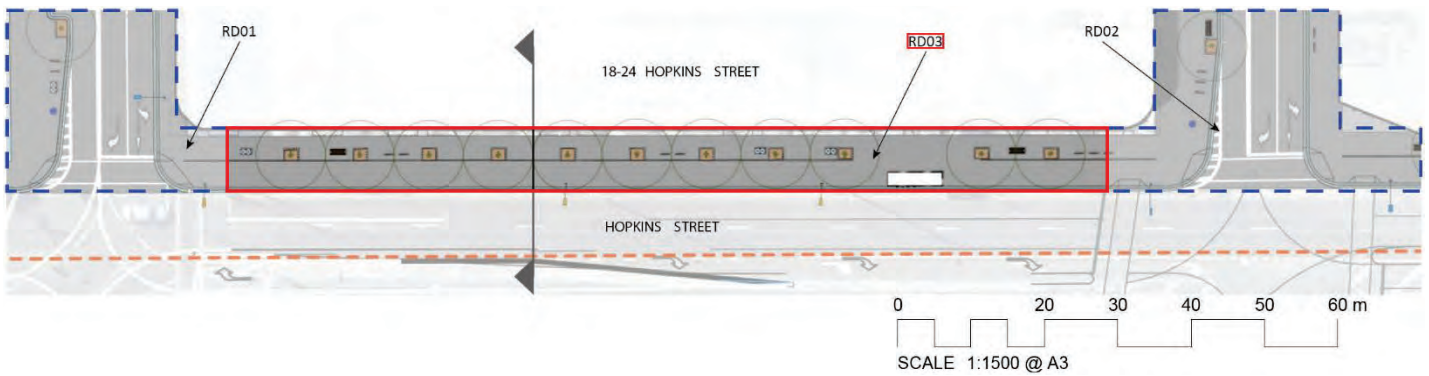 RD01
18-24 HOPKINS STREET
RD03
RD02
HOPKINS STREET
0 10 20 30 40 50 60 m
SCALE 1:1500 @ A3